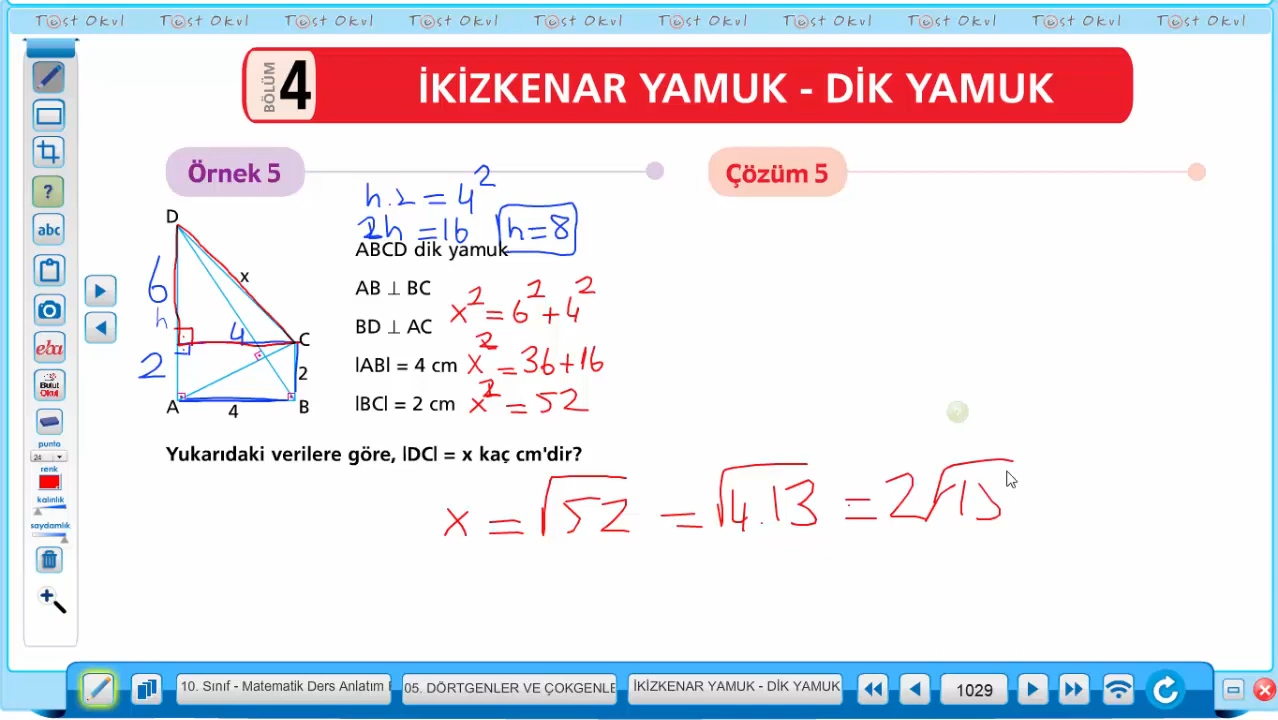 Test Okul Test Okul Test Okul Test Okul Test Okul Test Okul Test Okul Test Okul Test Okul Test Okul
BÖLÜM 4 İKİZKENAR YAMUK - DİK YAMUK
Örnek 5
Çözüm 5
h.2 = 4²
2h = 16 h=8
D
x
6
h
4
C
2
2
A
4
B
ABCD dik yamuk
AB ⊥ BC
BD ⊥ AC
|AB| = 4 cm
|BC| = 2 cm
x² = 6² + 4²
x² = 36+16
x² = 52
Yukarıdaki verilere göre, |DC| = x kaç cm'dir?
x = √52 = √4.13 = 2√13
?
abc
eba
Bulut Okul
punto
24
renk
kalınlık
saydamlık
?
10. Sınıf - Matematik Ders Anlatım
05. DÖRTGENLER VE ÇOKGENLE
İKİZKENAR YAMUK - DİK YAMUK
1029